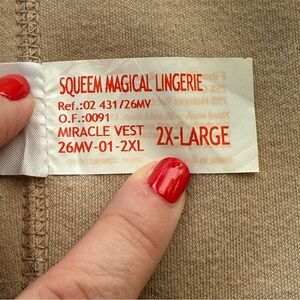 SQUEEM MAGICAL LINGERIE
Ref.:02 431/26MV
O.F.:0091
MIRACLE VEST 2X-LARGE
26MV-01-2XL